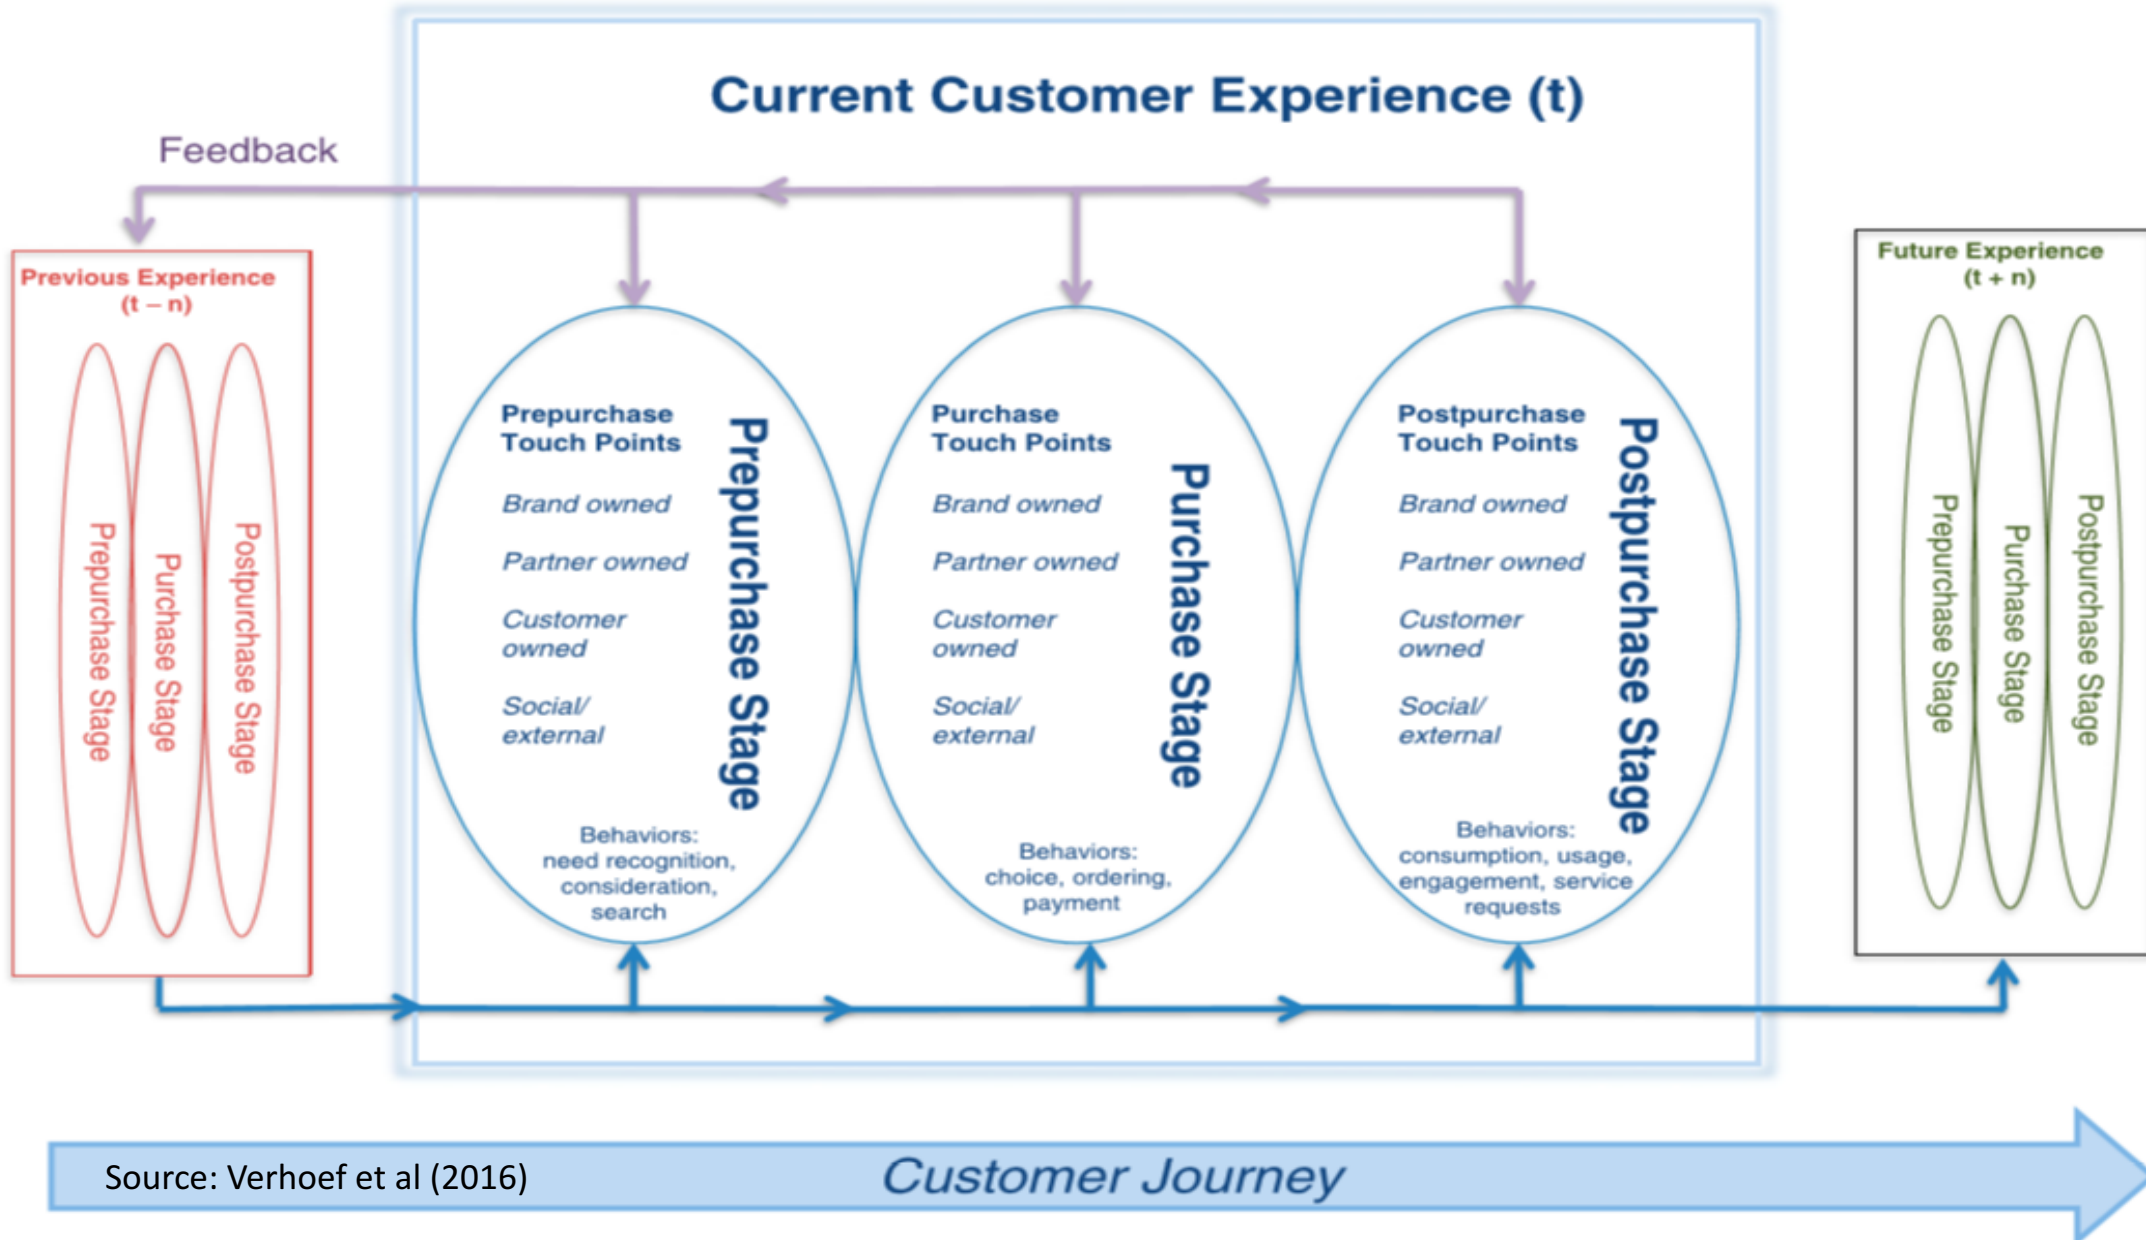 Current Customer Experience (t)
Feedback
Previous Experience
(t – n)
Prepurchase Stage
Purchase Stage
Postpurchase Stage
Prepurchase
Touch Points
Brand owned
Partner owned
Customer
owned
Social/
external
Prepurchase Stage
Behaviors:
need recognition,
consideration,
search
Purchase
Touch Points
Brand owned
Partner owned
Customer
owned
Social/
external
Purchase Stage
Behaviors:
choice, ordering,
payment
Postpurchase
Touch Points
Brand owned
Partner owned
Customer
owned
Social/
external
Postpurchase Stage
Behaviors:
consumption, usage,
engagement, service
requests
Future Experience
(t + n)
Prepurchase Stage
Purchase Stage
Postpurchase Stage
Source: Verhoef et al (2016)
Customer Journey